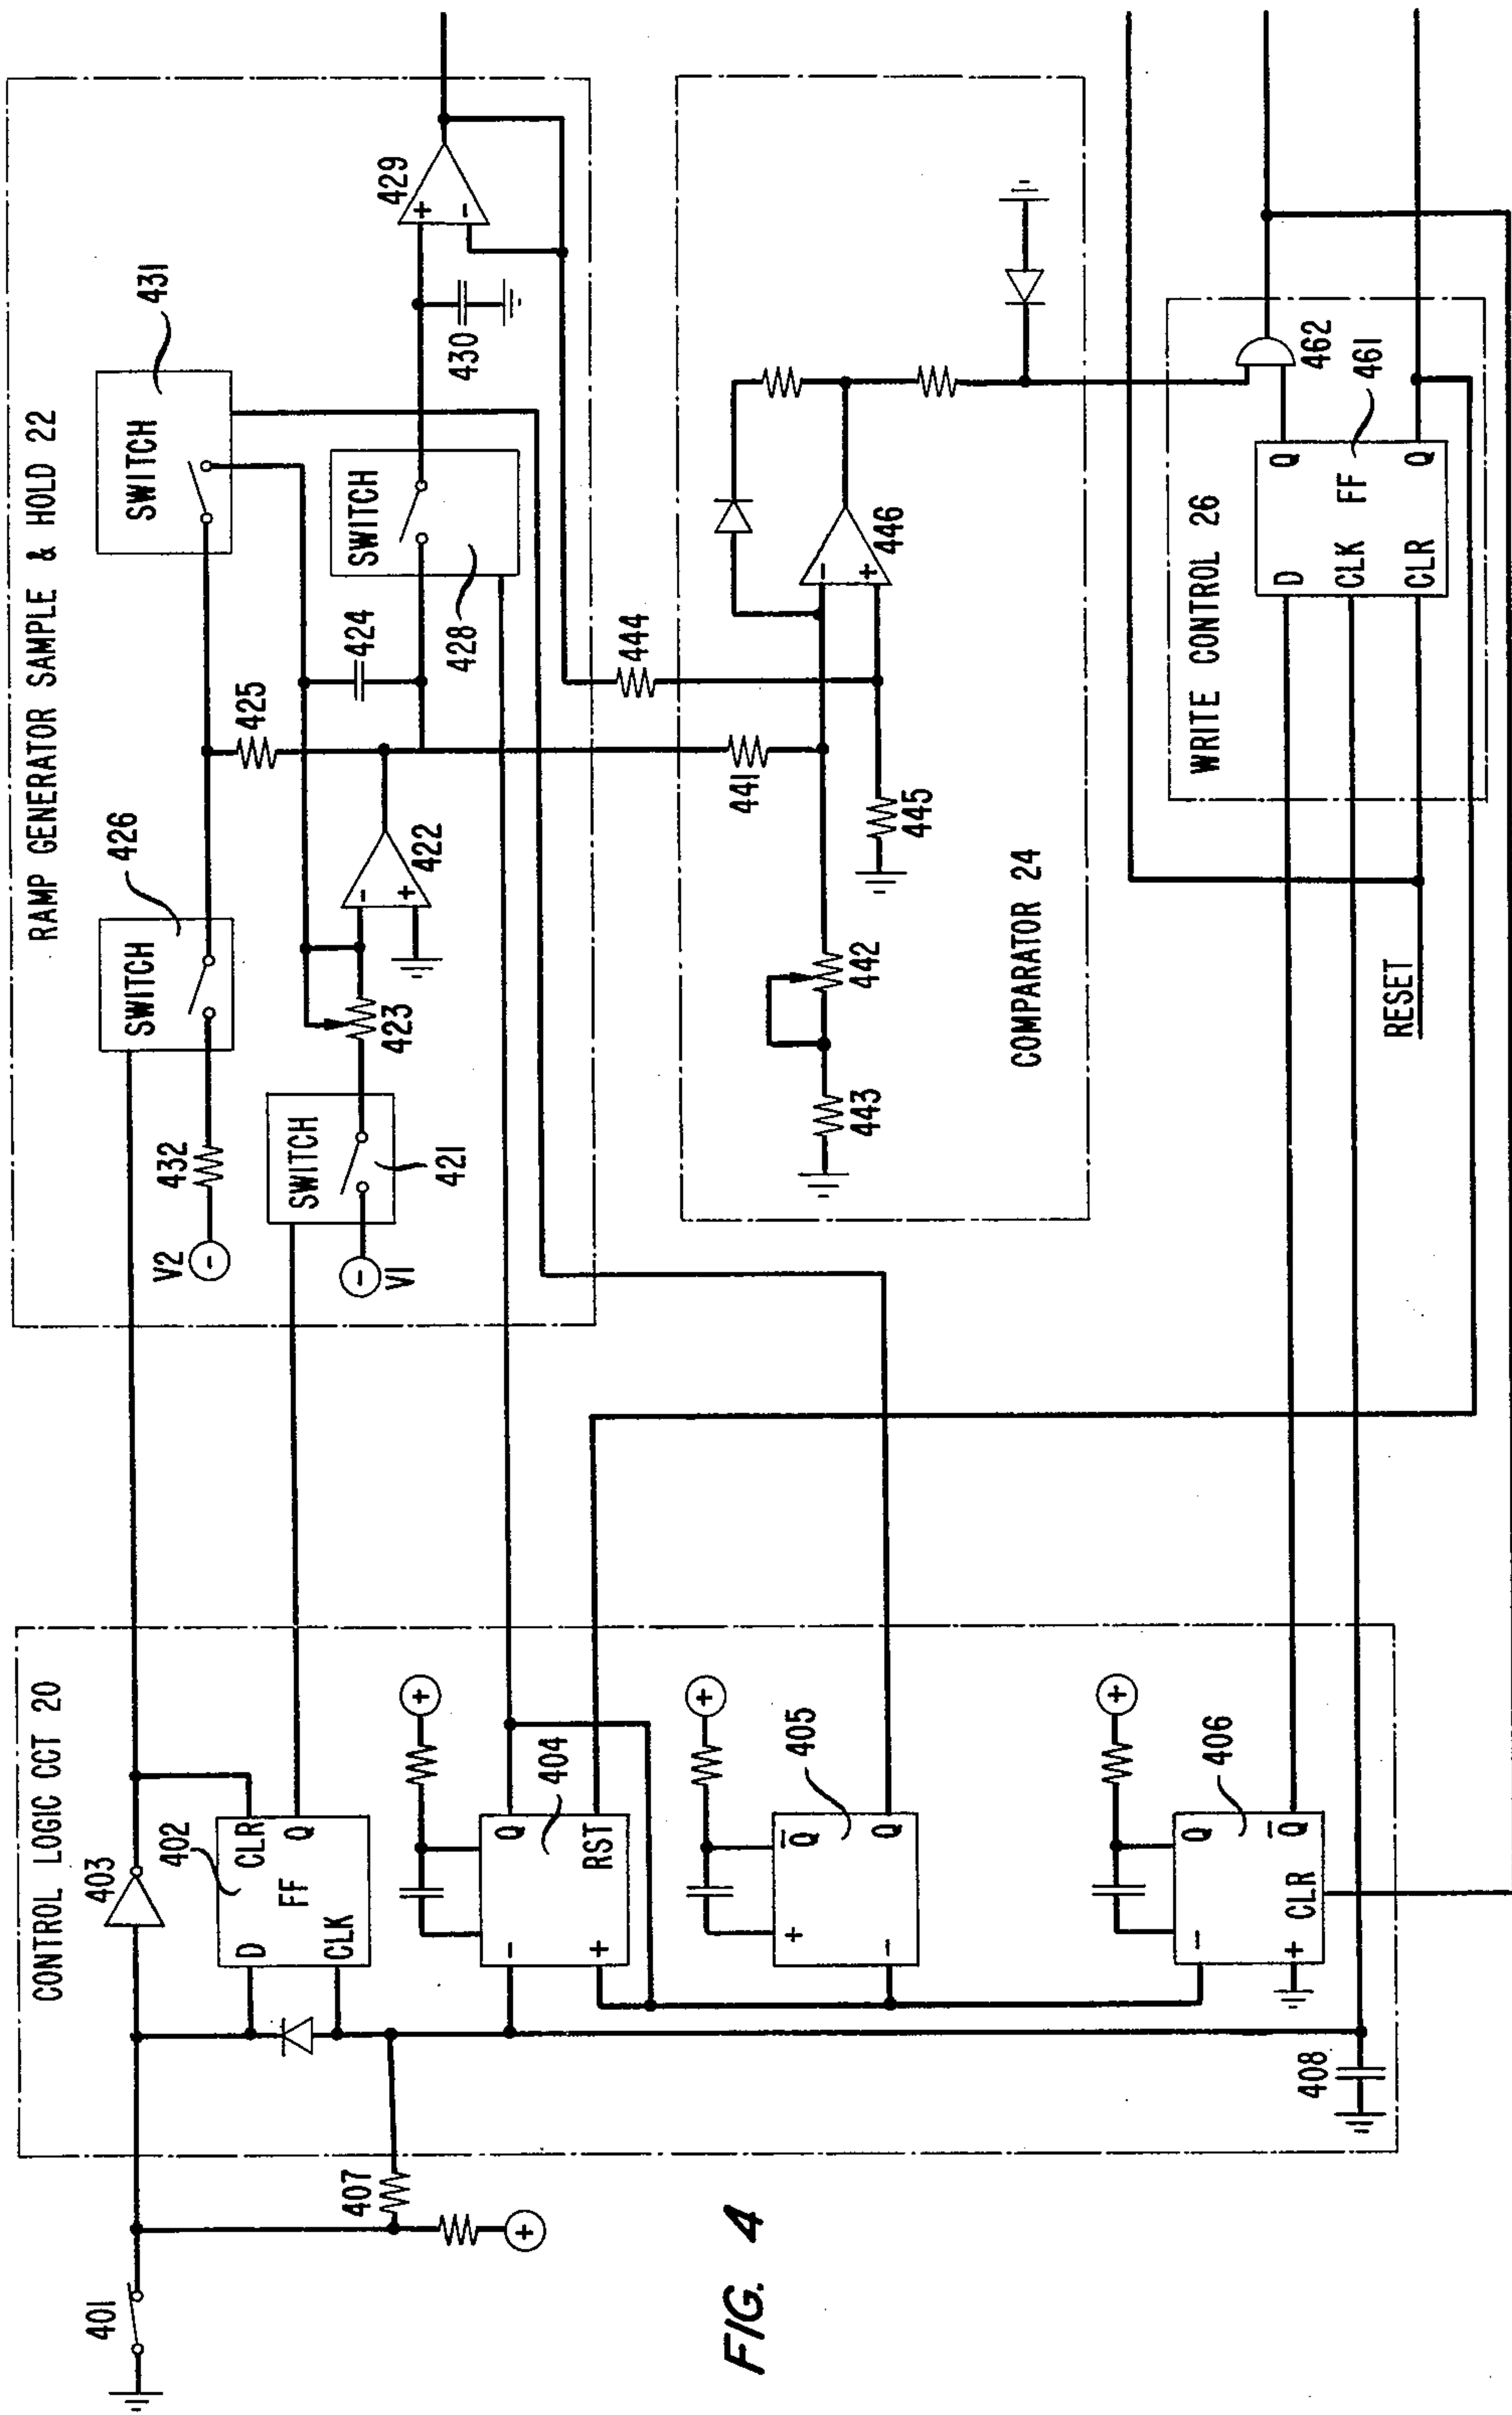 FIG. 4
401
407
CONTROL LOGIC CCT 20
403
402
CLR
D
FF
Q
CLK
404
Q
-
RST
+
+
405
Q̅
+
Q
-
+
406
Q
-
Q̅
CLR
+
+
408
+
RAMP GENERATOR SAMPLE & HOLD 22
V2
-
432
SWITCH
426
SWITCH
431
425
V1
-
SWITCH
421
423
-
+
422
424
SWITCH
428
430
+
-
429
444
441
COMPARATOR 24
443
442
445
-
+
446
WRITE CONTROL 26
RESET
D
Q
CLK
FF
CLR
Q
461
462